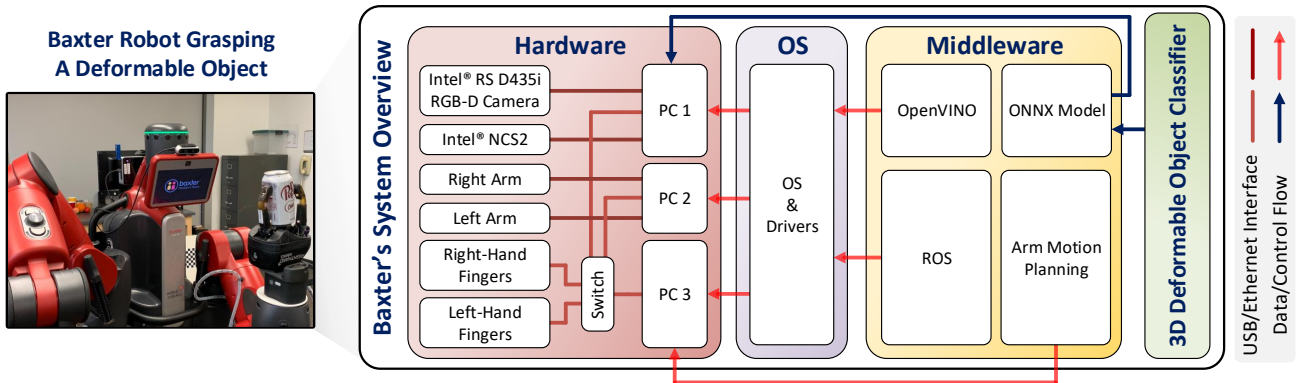 Baxter Robot Grasping
A Deformable Object
baxter
Baxter's System Overview
Hardware
Intel® RS D435i
RGB-D Camera
Intel® NCS2
Right Arm
Left Arm
Right-Hand
Fingers
Left-Hand
Fingers
Switch
PC 1
PC 2
PC 3
OS
OS
&
Drivers
Middleware
OpenVINO
ONNX Model
ROS
Arm Motion
Planning
3D Deformable Object Classifier
USB/Ethernet Interface
Data/Control Flow